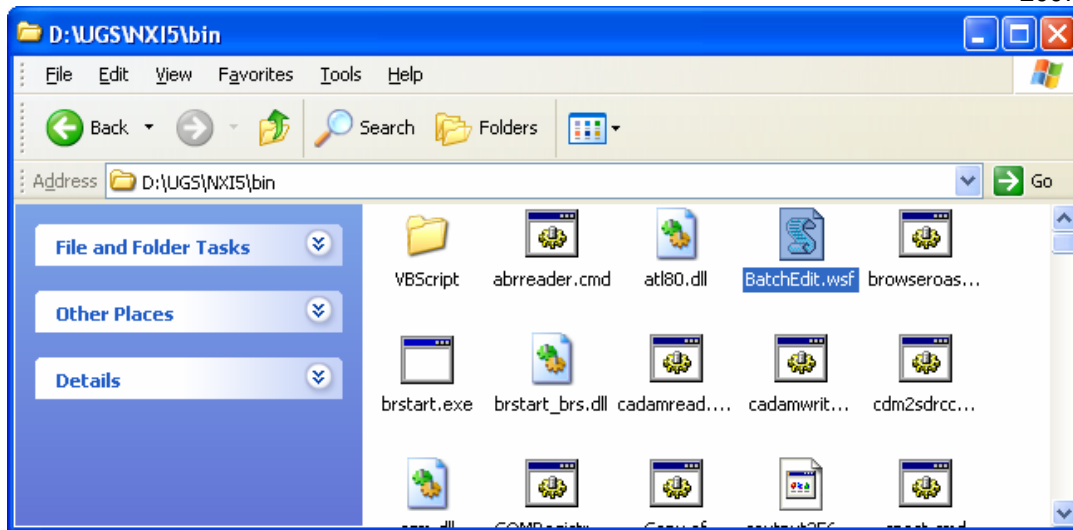 D:\UGS\NXI5\bin
File Edit View Favorites Tools Help
Back Search Folders
Address D:\UGS\NXI5\bin Go
File and Folder Tasks
Other Places
Details
VBScript abrreader.cmd atl80.dll BatchEdit.wsf browseroas...
brstart.exe brstart_brs.dll cadamread.... cadamwrit... cdm2sdrcc...